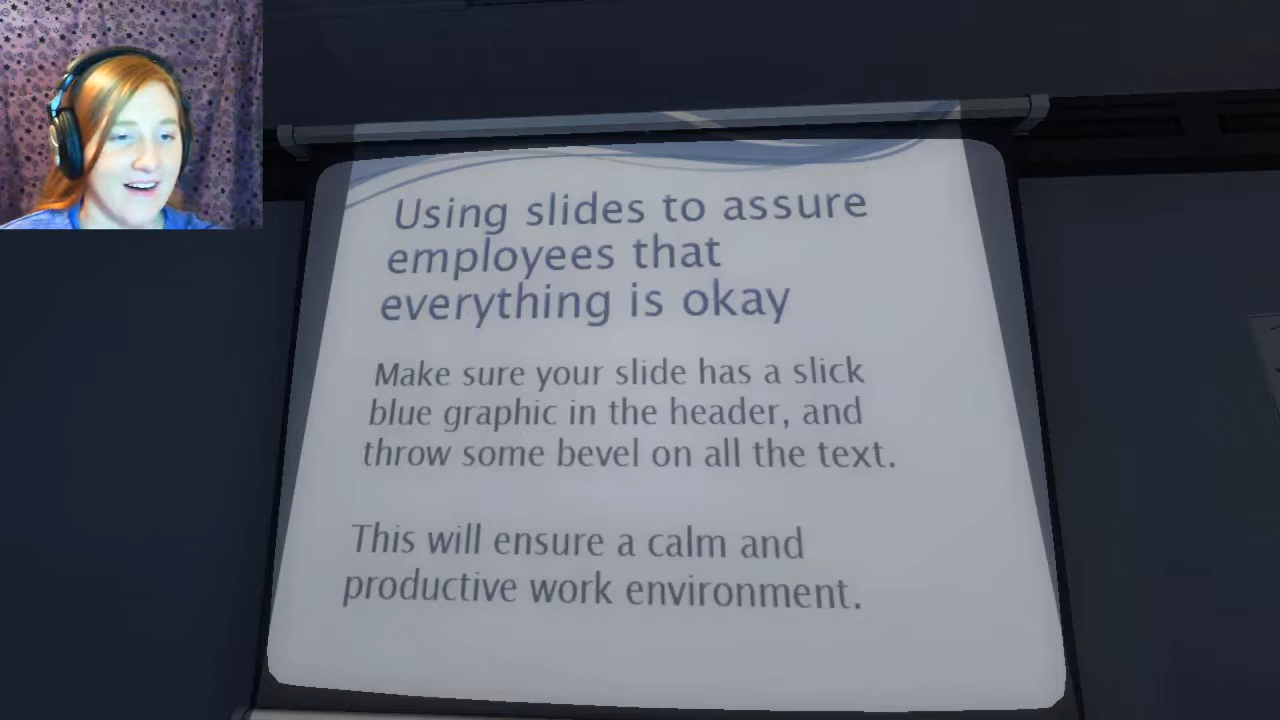 Using slides to assure
employees that
everything is okay
Make sure your slide has a slick
blue graphic in the header, and
throw some bevel on all the text.
This will ensure a calm and
productive work environment.